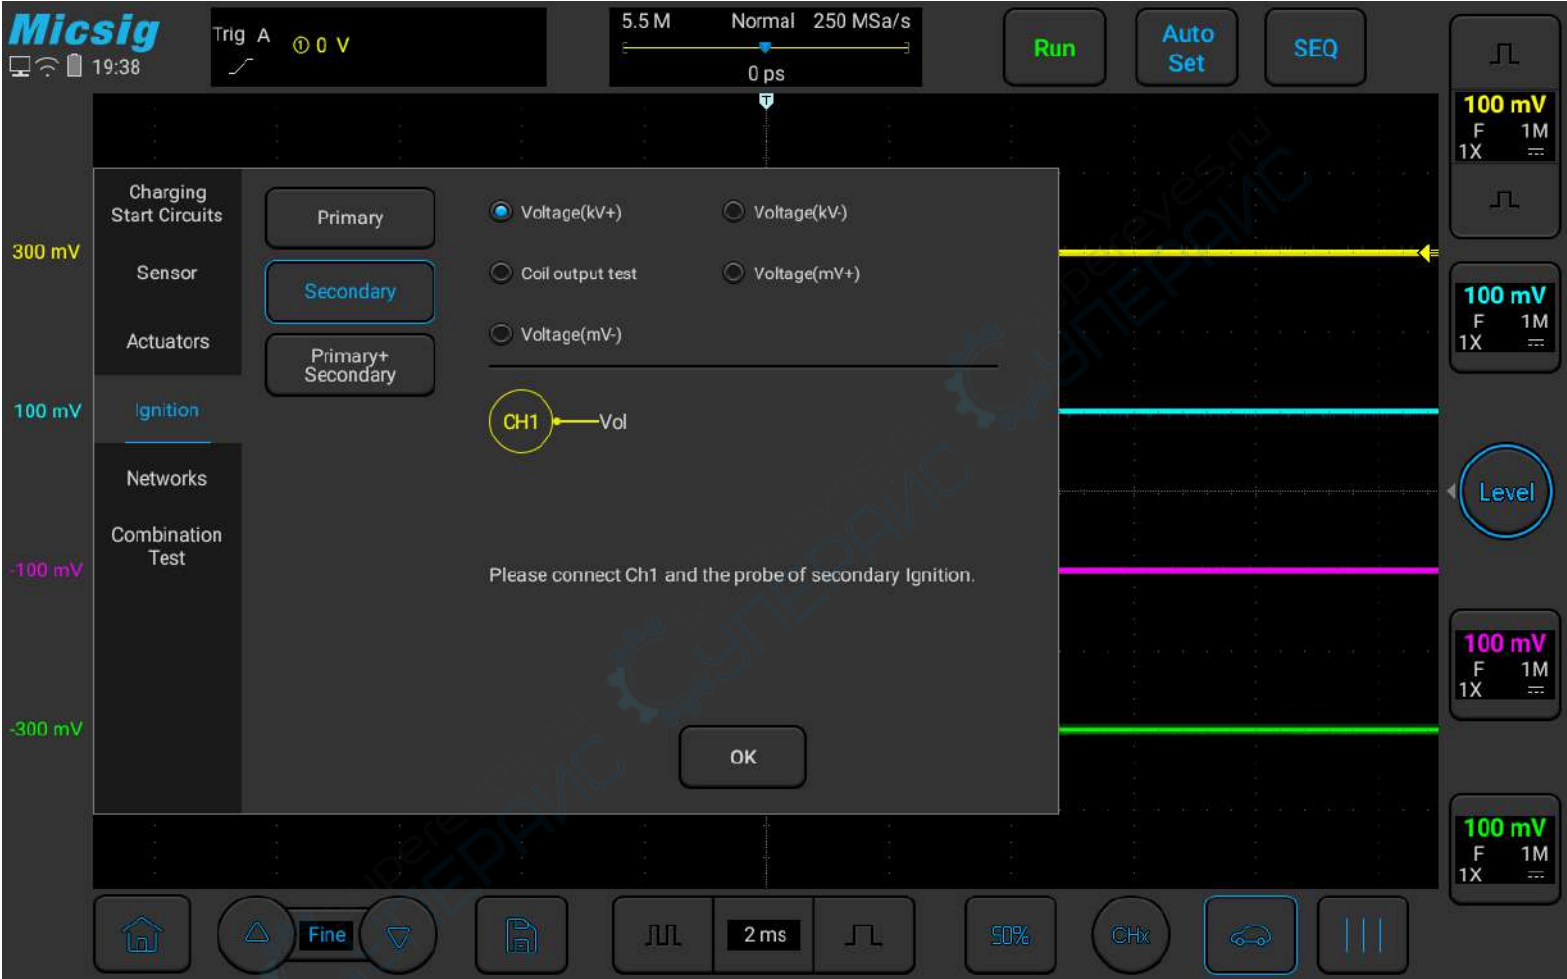 Micsig
19:38
Trig A
① 0 V
5.5 M Normal 250 MSa/s
0 ps
T
Run
Auto
Set
SEQ
100 mV
F 1M
1X
300 mV
100 mV
-100 mV
-300 mV
Charging
Start Circuits
Sensor
Actuators
Ignition
Networks
Combination
Test
Primary
Secondary
Primary+
Secondary
Voltage(kV+)
Voltage(kV-)
Coil output test
Voltage(mV+)
Voltage(mV-)
CH1
Vol
Please connect Ch1 and the probe of secondary Ignition.
OK
100 mV
F 1M
1X
Level
100 mV
F 1M
1X
100 mV
F 1M
1X
Fine
2 ms
50%
CHx
СУПЕРАЙС
supereyes.ru